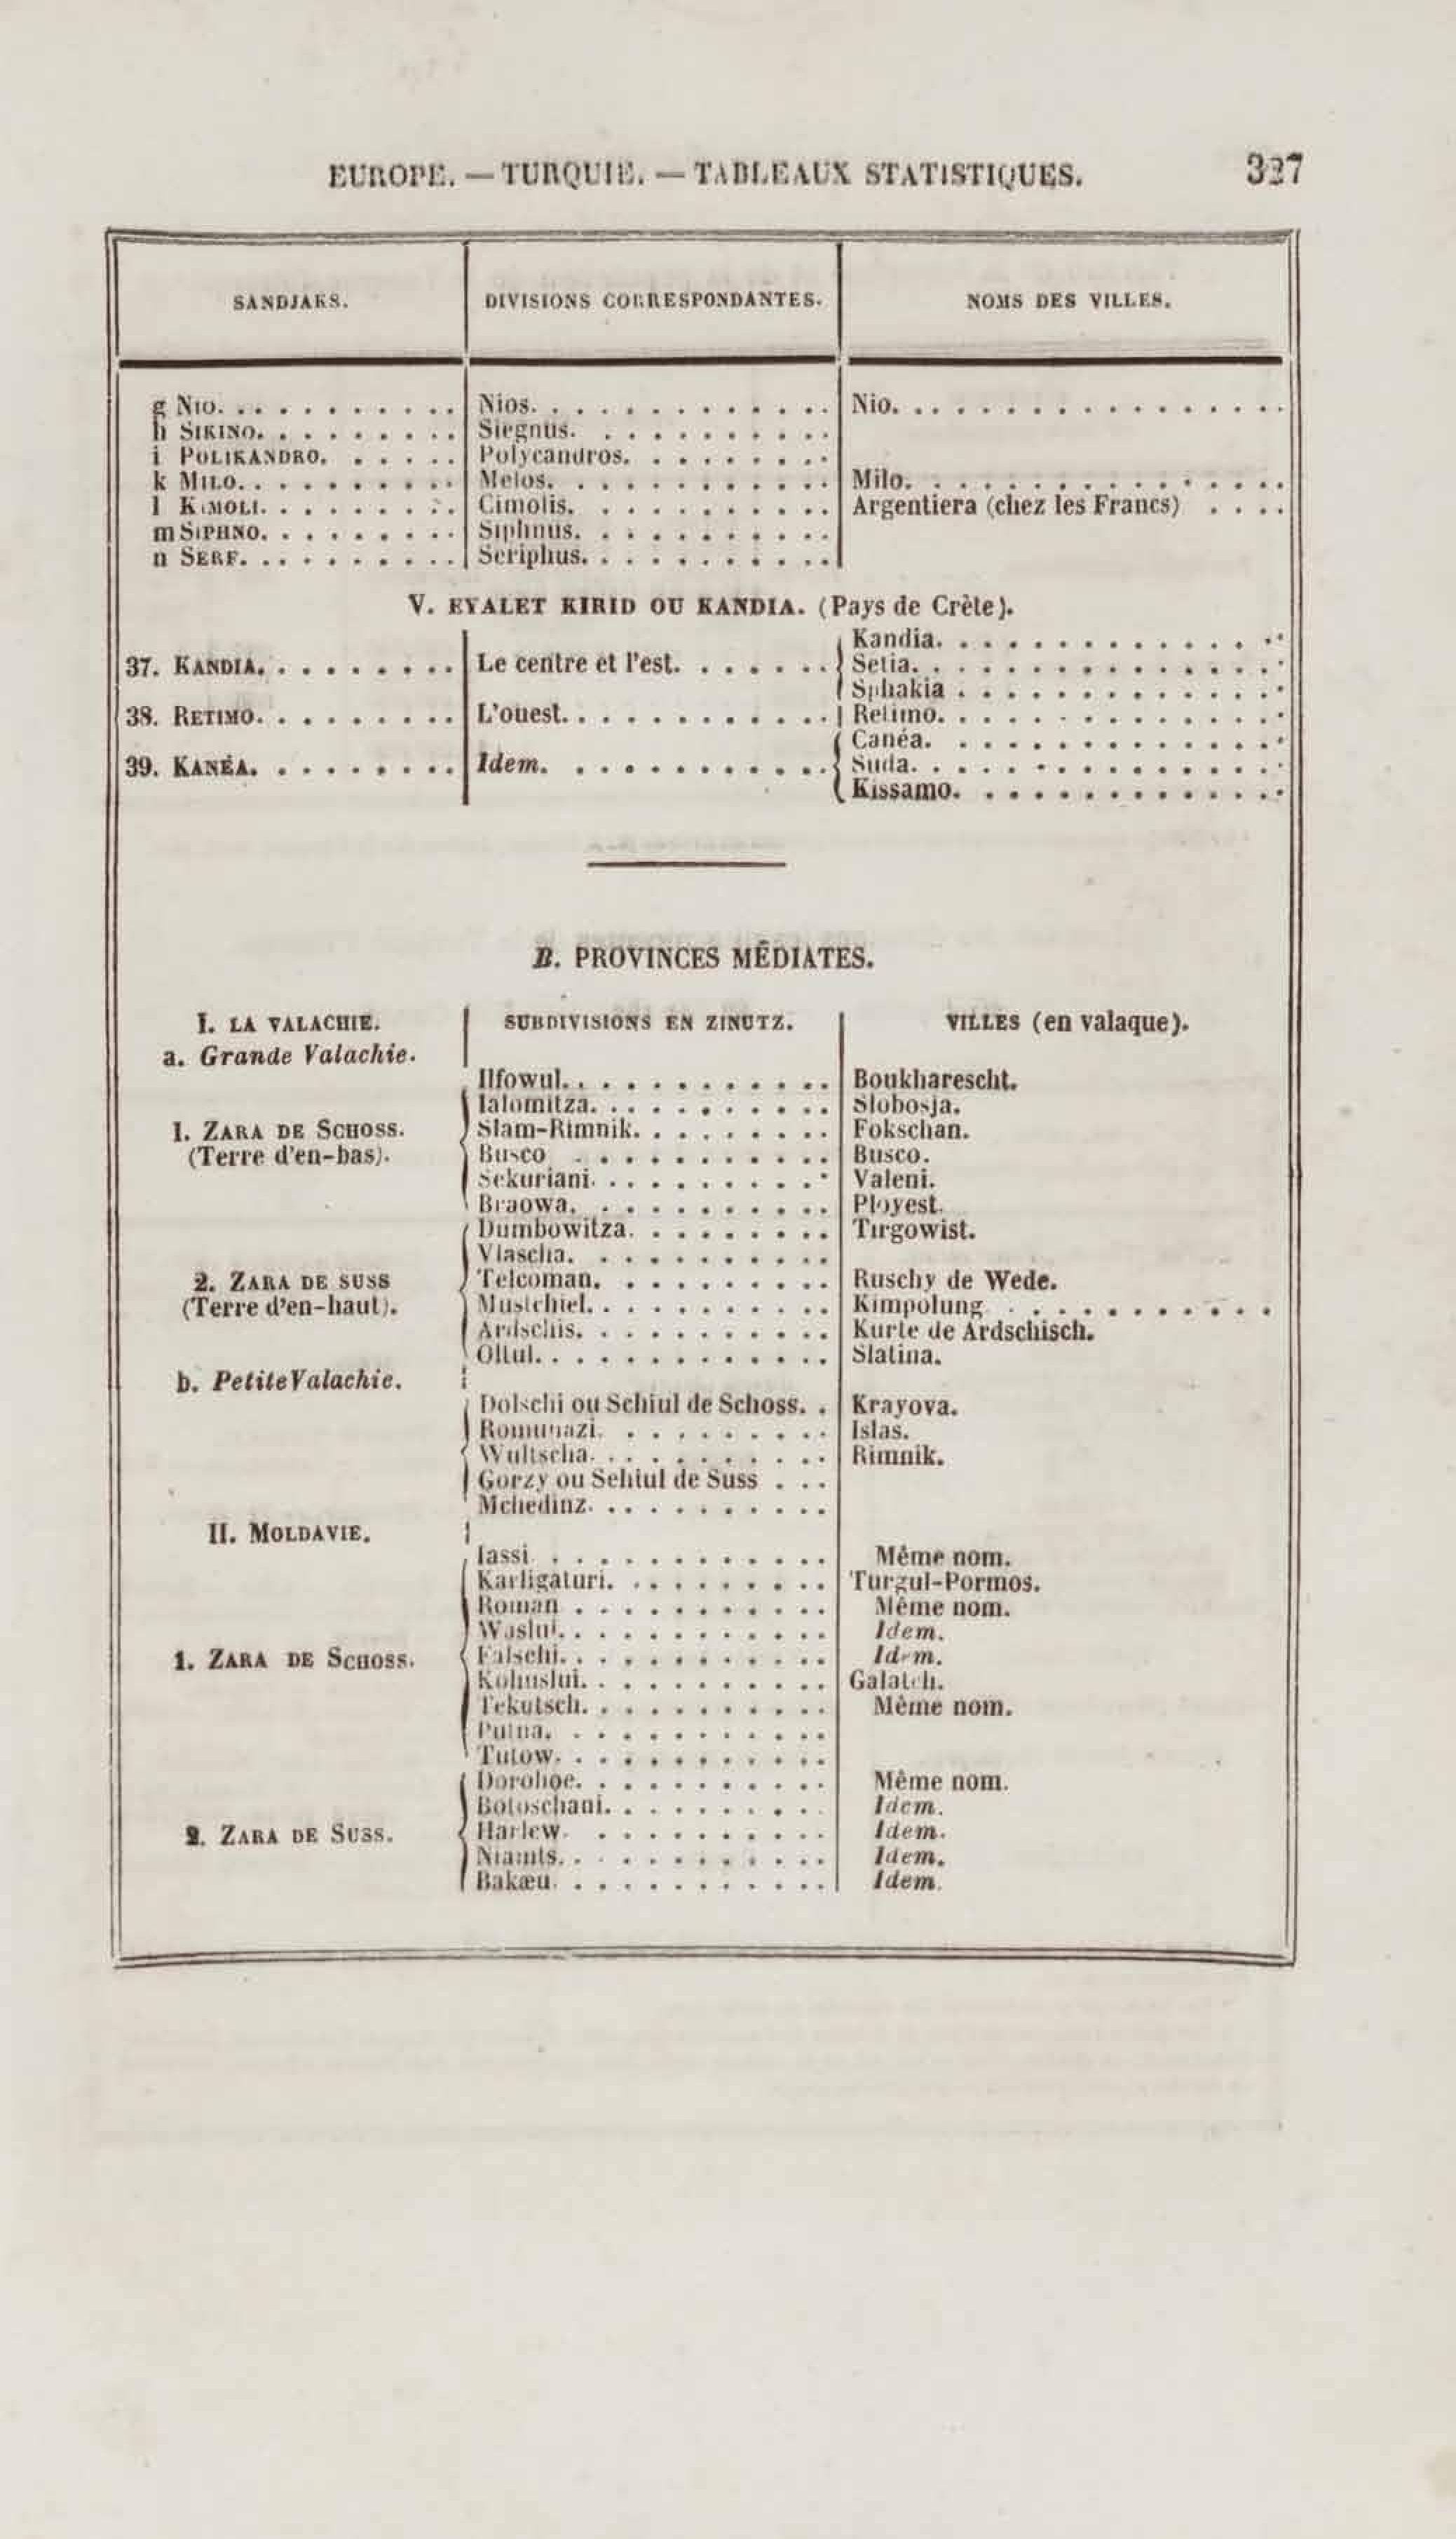 EUROPE. — TURQUIE. — TABLEAUX STATISTIQUES. 327
SANDJAKS. DIVISIONS CORRESPONDANTES. NOMS DES VILLES.
g NIO. Nios. Nio.
h SIKINO. Siegnus.
i POLIKANDRO. Polycandros.
k MILO. Melos. Milo.
l KIMOLI. Cimolis. Argentiera (chez les Francs)
m SIPHNO. Siphnus.
n SERF. Seriphus.
V. EYALET KIRID OU KANDIA. (Pays de Crète).
Kandia.
37. KANDIA. Le centre et l'est. Setia.
Sphakia
38. RETIMO. L'ouest. Retimo.
Canéa.
39. KANÉA. Idem. Suda.
Kissamo.
B. PROVINCES MÉDIATES.
I. LA VALACHIE. SUBDIVISIONS EN ZINUTZ. VILLES (en valaque).
a. Grande Valachie.
Ilfowul. Boukharescht.
Ialomitza. Slobosja.
1. ZARA DE SCHOSS. Slam-Rimnik. Fokschan.
(Terre d'en-bas). Busco Busco.
Sekuriani. Valeni.
Braowa. Ployest.
Dumbowitza. Tirgowist.
Vlascha.
2. ZARA DE SUSS Telcoman. Ruschy de Wede.
(Terre d'en-haut). Mustchiel. Kimpolung
Ardschis. Kurte de Ardschisch.
Oltul. Slatina.
b. Petite Valachie.
Dolschi ou Schiul de Schoss. Krayova.
Romunazi. Islas.
Wultscha. Rimnik.
Gorzy ou Sehiul de Suss
Mehedinz.
II. MOLDAVIE.
Iassi Même nom.
Karligaturi. Turgul-Pormos.
Roman Même nom.
Waslui. Idem.
1. ZARA DE SCHOSS. Falschi. Idem.
Kohuslui. Galatch.
Tekutsch. Même nom.
Putna.
Tutow.
Dorohoe. Même nom.
Botoschani. Idem.
2. ZARA DE SUSS. Harlew. Idem.
Niamts. Idem.
Bakæu. Idem.